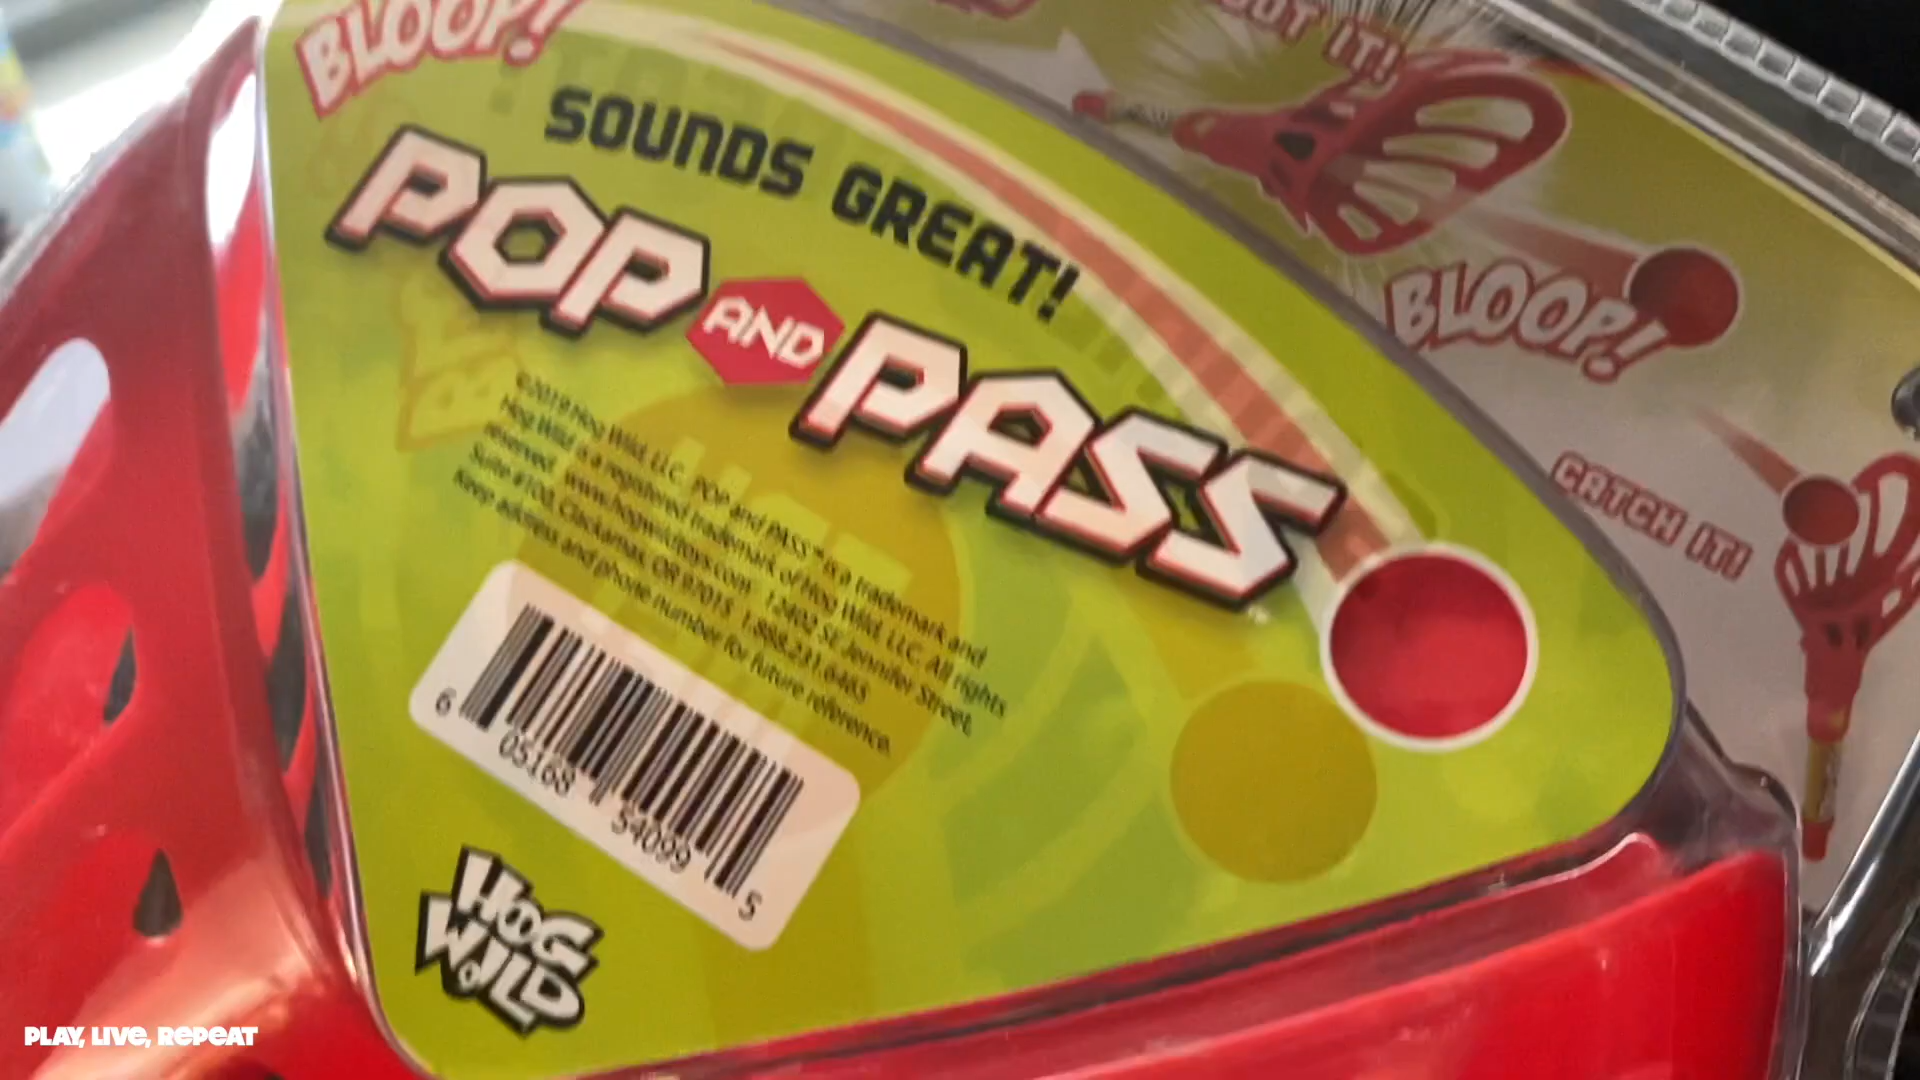 BLOOP!
SOUNDS GREAT!
POP AND PASS
©2019 Hog Wild, LLC. POP and PASS™ is a trademark and
Hog Wild is a registered trademark of Hog Wild, LLC. All rights
reserved. www.hogwildtoys.com 12402 SE Jennifer Street,
Suite #100, Clackamas, OR 97015 1.888.231.6465
Keep address and phone number for future reference.
6 05168 54099 5
HOG
WILD
IT!
BLOOP!
CATCH IT!
PLAY, LIVE, REPEAT